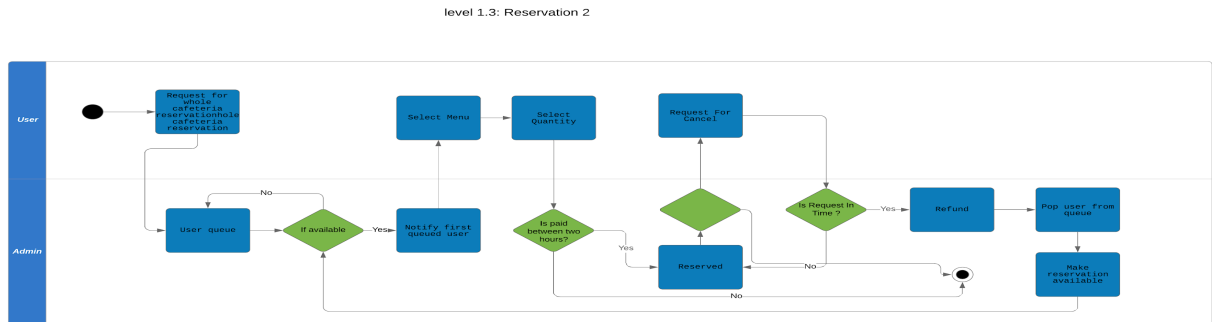 level 1.3: Reservation 2
User
Request for
whole
cafeteria
reservationhole
cafeteria
reservation
Select Menu
Select
Quantity
Request For
Cancel
Admin
No
User queue
If available
Yes
Notify first
queued user
Is paid
between two
hours?
Yes
No
Reserved
Is Request In
Time ?
Yes
No
Refund
Pop user from
queue
Make
reservation
available